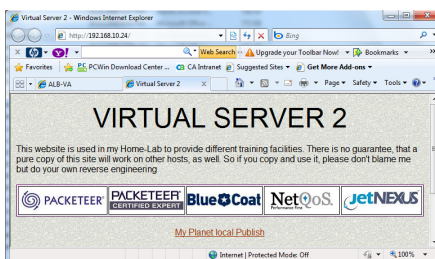 Virtual Server 2 - Windows Internet Explorer
http://192.168.10.24/
Bing
Web Search
Upgrade your Toolbar Now!
Bookmarks
Favorites
PCWin Download Center ...
CA Intranet
Suggested Sites
Get More Add-ons
ALB-VA
Virtual Server 2
Page
Safety
Tools
VIRTUAL SERVER 2
This website is used in my Home-Lab to provide different training facilities. There is no guarantee, that a
pure copy of this site will work on other hosts, as well. So if you copy and use it, please don't blame me
but do your own reverse engineering
PACKETEER
PACKETEER
CERTIFIED EXPERT
Blue Coat
NetQoS.
Performance First
jetNEXUS
My Planet local Publish
Internet | Protected Mode: Off
100%